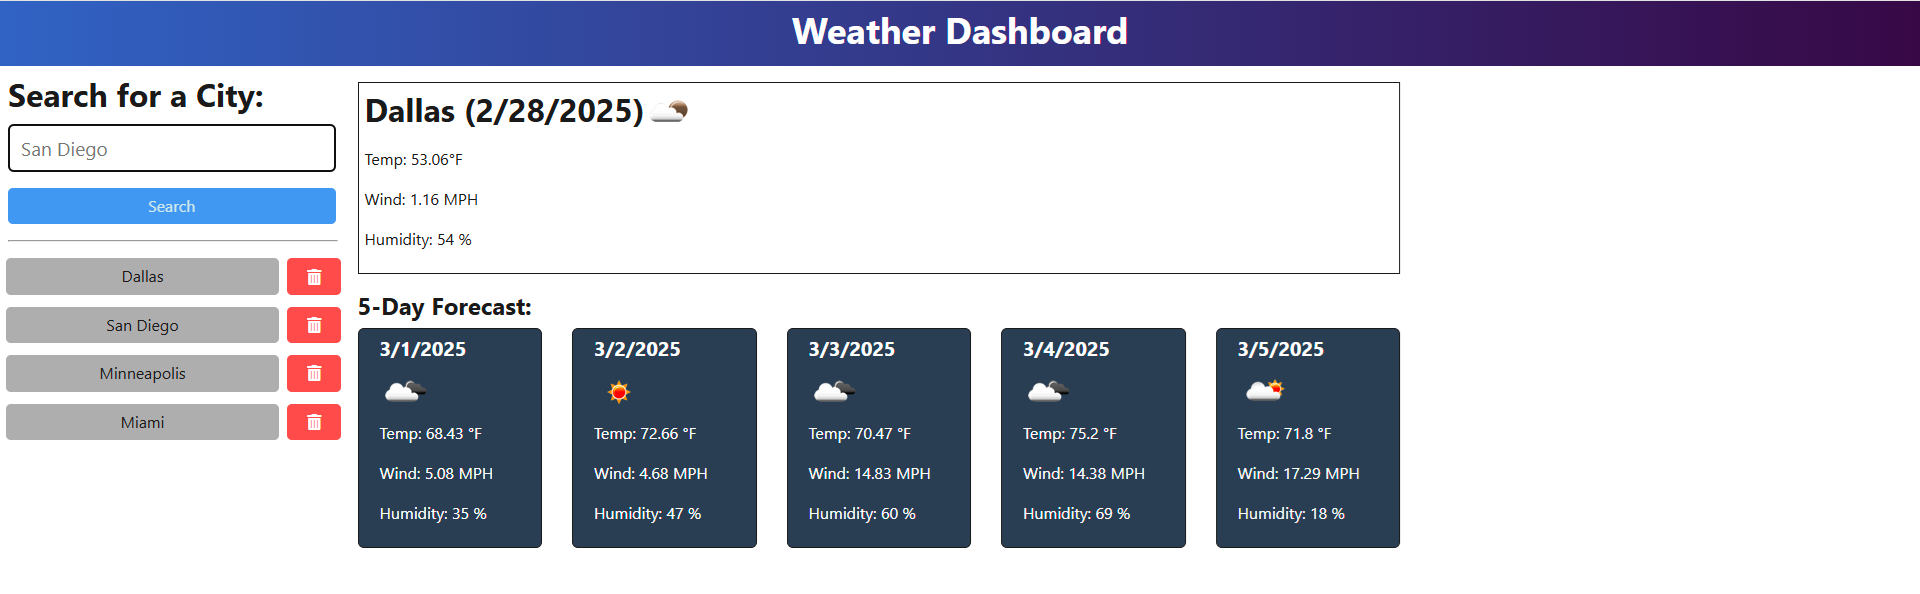 Weather Dashboard
Search for a City:
San Diego
Search
Dallas
San Diego
Minneapolis
Miami
Dallas (2/28/2025)
Temp: 53.06°F
Wind: 1.16 MPH
Humidity: 54 %
5-Day Forecast:
3/1/2025
Temp: 68.43 °F
Wind: 5.08 MPH
Humidity: 35 %
3/2/2025
Temp: 72.66 °F
Wind: 4.68 MPH
Humidity: 47 %
3/3/2025
Temp: 70.47 °F
Wind: 14.83 MPH
Humidity: 60 %
3/4/2025
Temp: 75.2 °F
Wind: 14.38 MPH
Humidity: 69 %
3/5/2025
Temp: 71.8 °F
Wind: 17.29 MPH
Humidity: 18 %